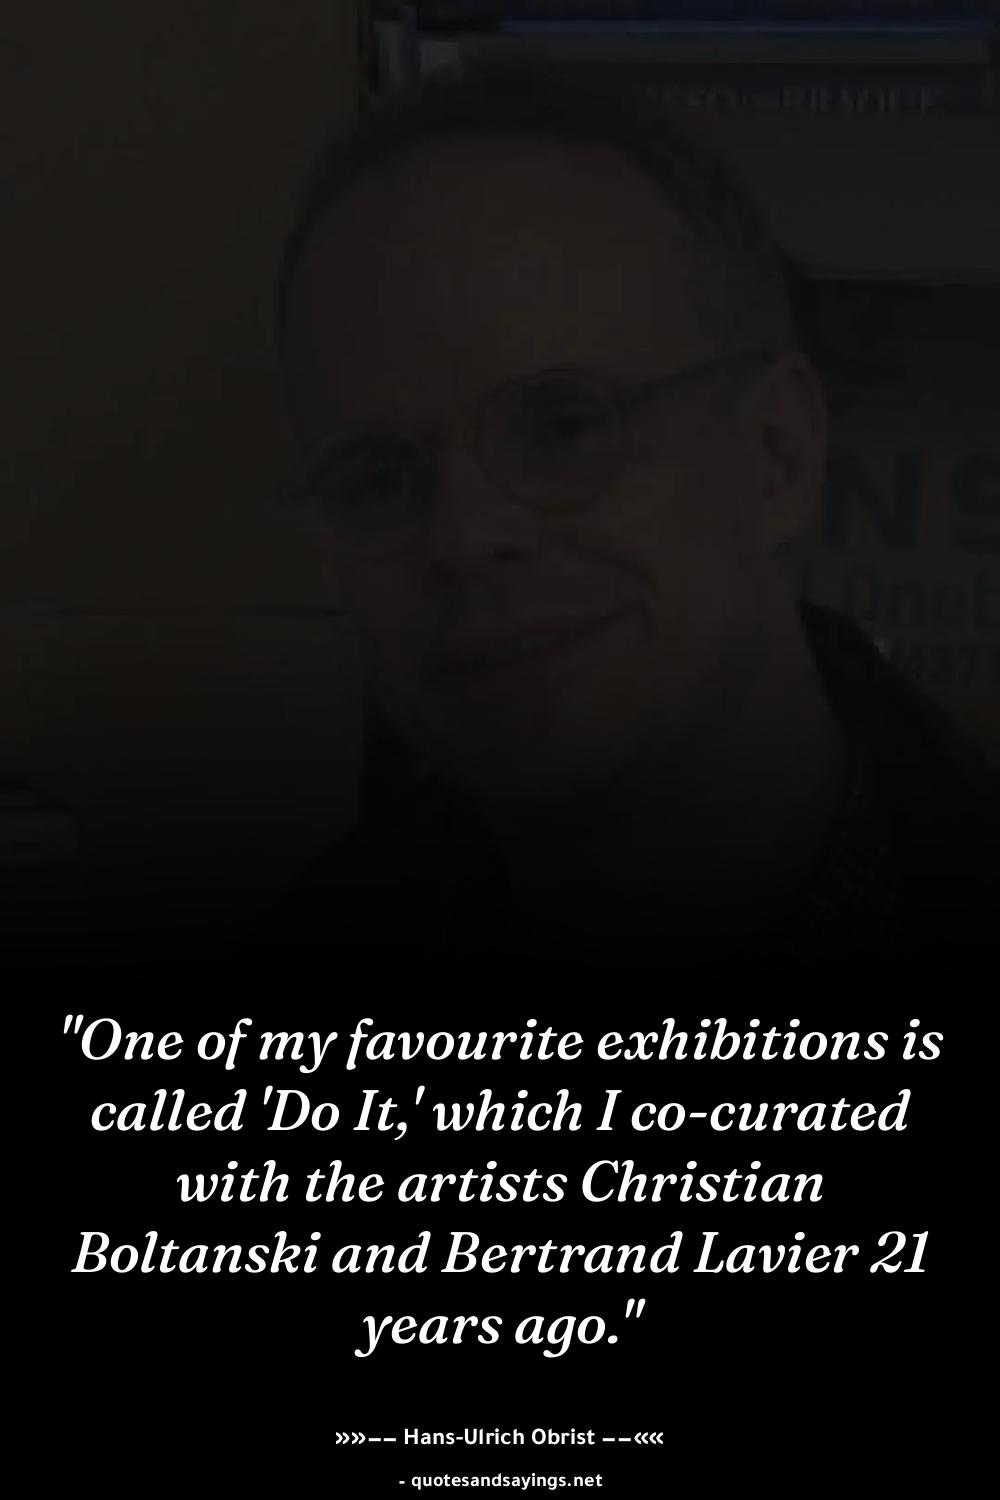 "One of my favourite exhibitions is
called 'Do It,' which I co-curated
with the artists Christian
Boltanski and Bertrand Lavier 21
years ago."
»»–– Hans-Ulrich Obrist ––««
- quotesandsayings.net